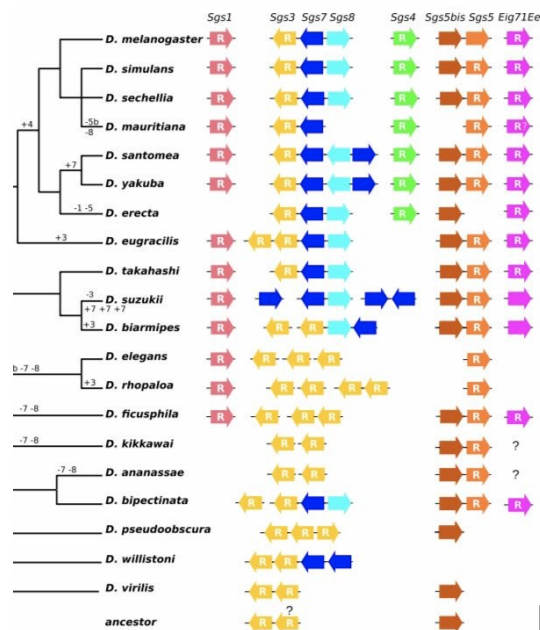 Sgs1 Sgs3 Sgs7 Sgs8 Sgs4 Sgs5bis Sgs5 Eig71Ee
D. melanogaster R R R R R
D. simulans R R R R R
+4 D. sechellia R R R R R
-5b
-8 D. mauritiana R R R R R?
+7 D. santomea R R R R R
D. yakuba R R R R R
-1 -5 D. erecta R R R
+3 D. eugracilis R R R R R
D. takahashi R R R R
-3 D. suzukii R R
+7 +7 +7
+3 D. biarmipes R R R R
D. elegans R R R R R
b -7 -8
+3 D. rhopaloa R R R R R R
-7 -8 D. ficusphila R R R R R R
-7 -8 D. kikkawai R R R ?
-7 -8 D. ananassae R R R ?
D. bipectinata R R R R
D. pseudoobscura R R R
D. willistoni R R
D. virilis R R
?
ancestor R R